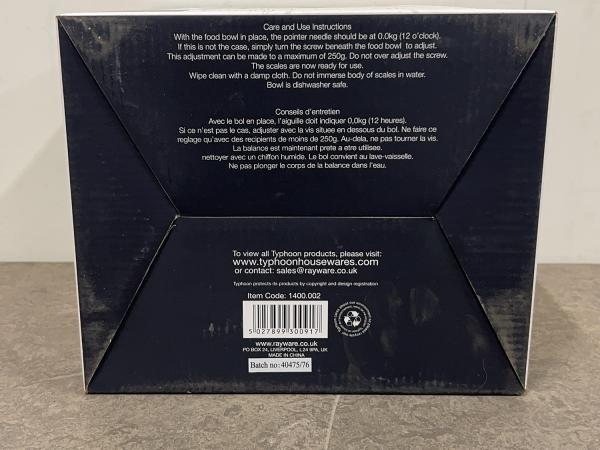 Care and Use Instructions
With the food bowl in place, the pointer needle should be at 0.0kg (12 o'clock).
If this is not the case, simply turn the screw beneath the food bowl to adjust.
This adjustment can be made to a maximum of 250g. Do not over adjust the screw.
The scales are now ready for use.
Wipe clean with a damp cloth. Do not immerse body of scales in water.
Bowl is dishwasher safe.
Conseils d'entretien
Avec le bol en place, l'aiguille doit indiquer 0,0kg (12 heures).
Si ce n'est pas le cas, adjuster avec la vis situee en dessous du bol. Ne faire ce
reglage qu'avec des recipients de moins de 250g. Au-dela, ne pas tourner la vis.
La balance est maintenant prete a etre utilisee.
nettoyer avec un chiffon humide. Le bol convient au lave-vaisselle.
Ne pas plonger le corps de la balance dans l'eau.
To view all Typhoon products, please visit:
www.typhoonhousewares.com
or contact: sales@rayware.co.uk
Typhoon protects its products by copyright and design registration
Item Code: 1400.002
5 027899 300917
www.rayware.co.uk
PO BOX 24, LIVERPOOL, L24 9PA, UK
MADE IN CHINA
Batch no: 40475/76